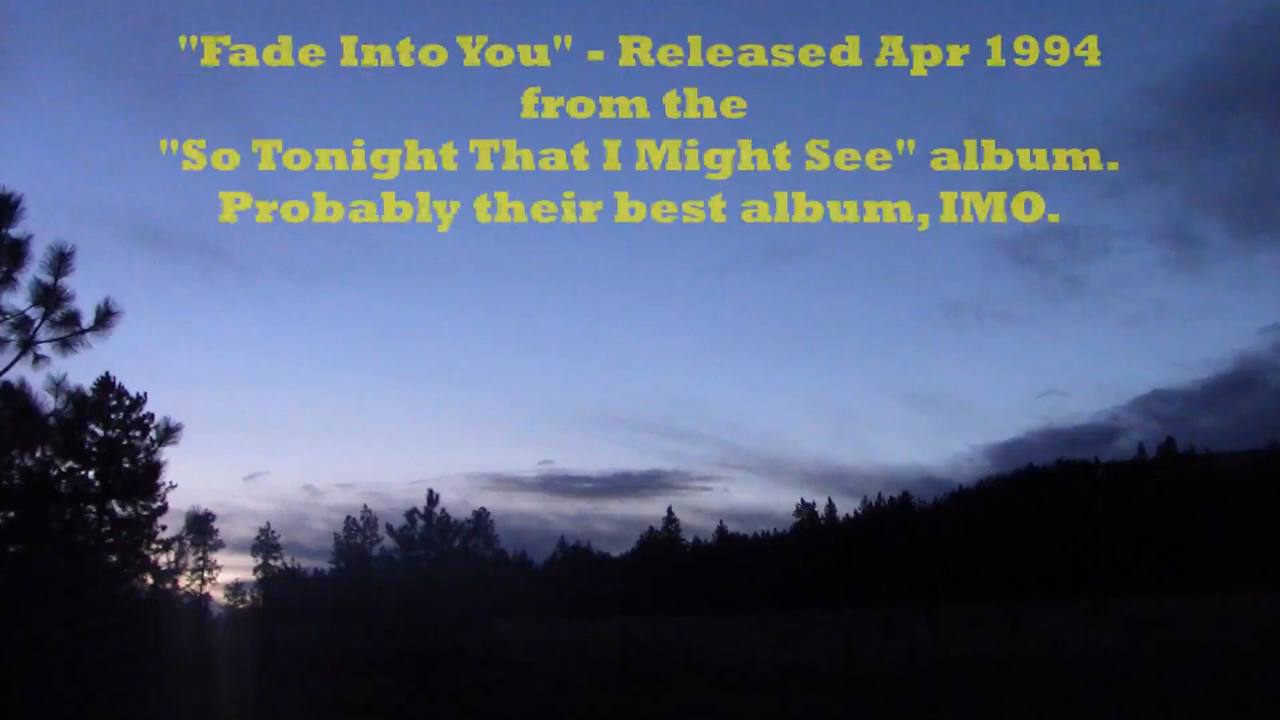 "Fade Into You" - Released Apr 1994
from the
"So Tonight That I Might See" album.
Probably their best album, IMO.